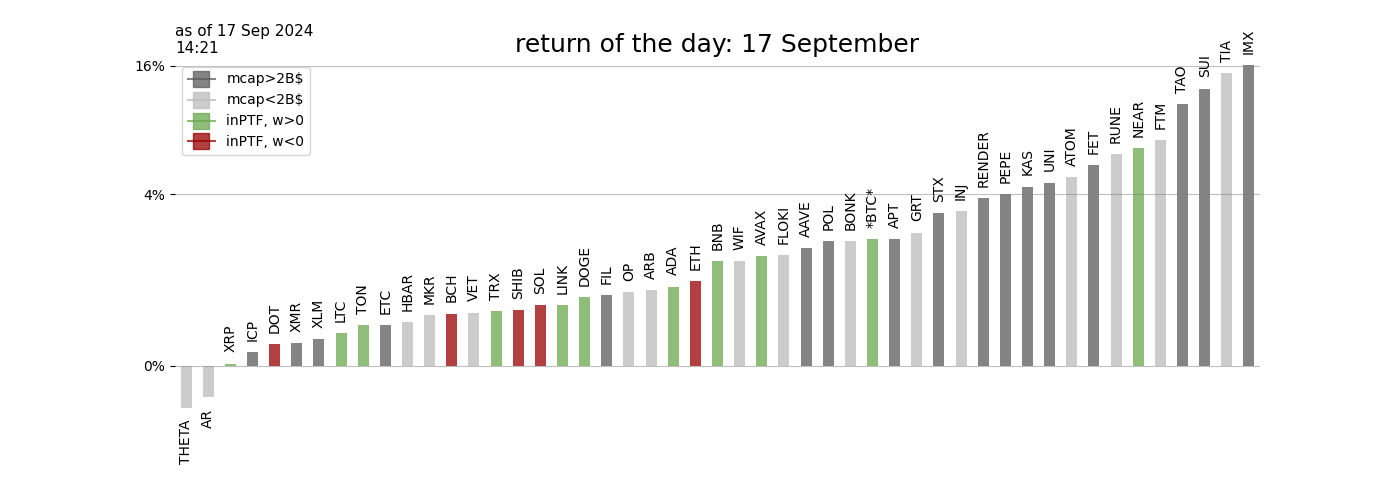 as of 17 Sep 2024
14:21
return of the day: 17 September
16%
4%
0%
mcap>2B$
mcap<2B$
inPTF, w>0
inPTF, w<0
THETA
AR
XRP
ICP
DOT
XMR
XLM
LTC
TON
ETC
HBAR
MKR
BCH
VET
TRX
SHIB
SOL
LINK
DOGE
FIL
OP
ARB
ADA
ETH
BNB
WIF
AVAX
FLOKI
AAVE
POL
BONK
*BTC*
APT
GRT
STX
INJ
RENDER
PEPE
KAS
UNI
ATOM
FET
RUNE
NEAR
FTM
TAO
SUI
TIA
IMX